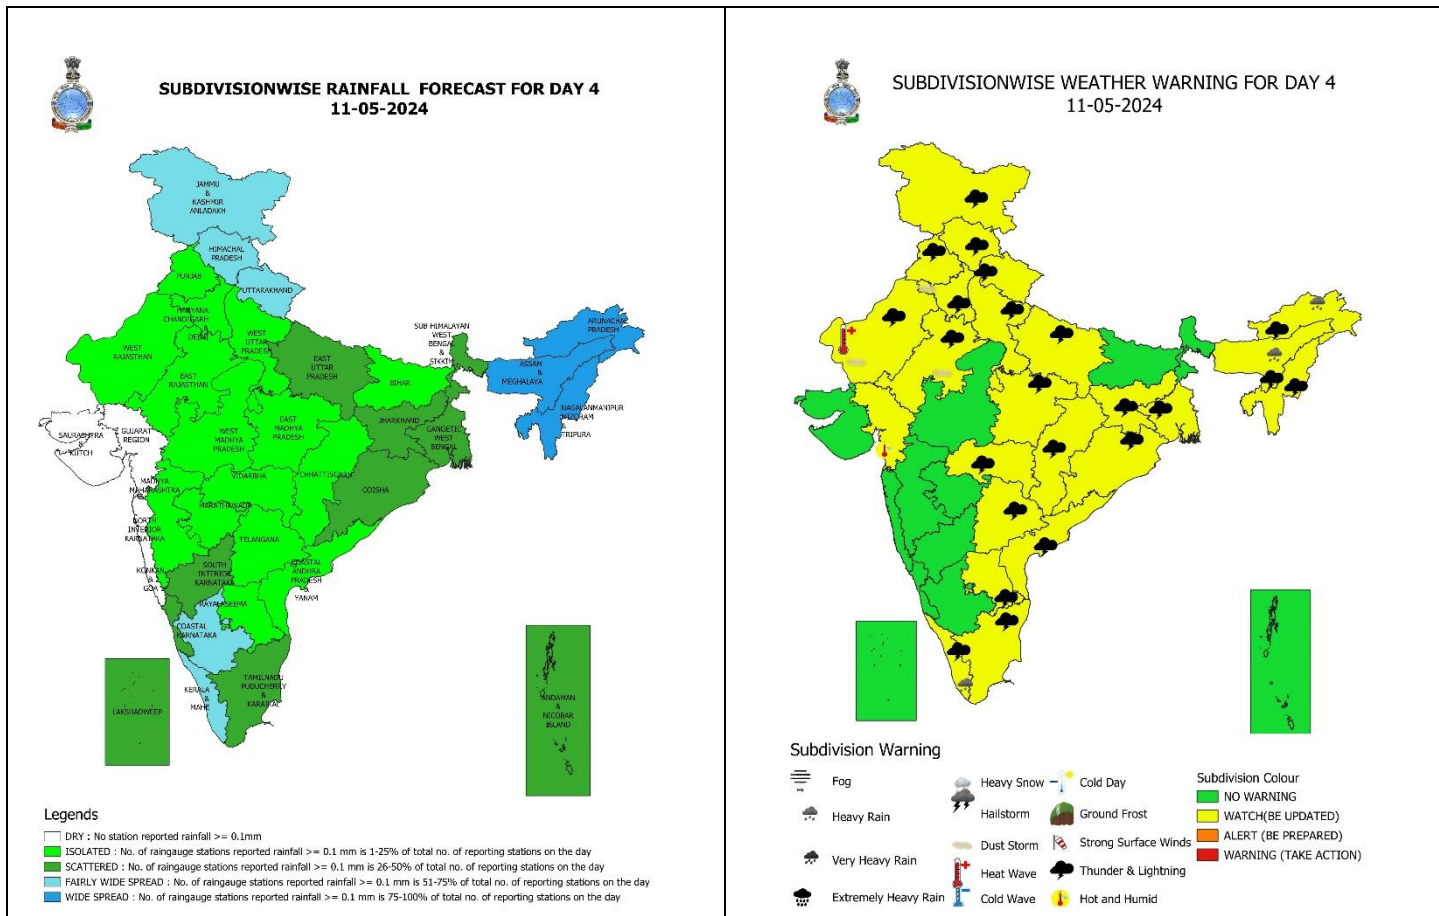 SUBDIVISIONWISE RAINFALL FORECAST FOR DAY 4
11-05-2024
JAMMU
&
KASHMIR
ANLADAKH
HIMACHAL
PRADESH
PUNJAB
UTTARAKHAND
HARYANA
CHANDIGARH
DELHI
WEST
UTTAR
PRADESH
WEST
RAJASTHAN
EAST
RAJASTHAN
EAST
UTTAR
PRADESH
SUB-HIMALAYAN
WEST
BENGAL
&
SIKKIM
ARUNACHAL
PRADESH
ASSAM
&
MEGHALAYA
NAGALANMANIPUR
MIZORAM
&
TRIPURA
BIHAR
JHARKHAND
GANGETIC
WEST
BENGAL
SAURASHTRA
&
KUTCH
GUJARAT
REGION
WEST
MADHYA
PRADESH
EAST
MADHYA
PRADESH
CHHATTISGARH
ODISHA
VIDARBHA
MADHYA
MAHARASHTRA
MARATHAWADA
NORTH
INTERIOR
KARNATAKA
TELANGANA
KONKAN
&
GOA
SOUTH
INTERIOR
KARNATAKA
COASTAL
ANDHRA
PRADESH
&
YANAM
RAYALASEEMA
COASTAL
KARNATAKA
KERALA
&
MAHE
TAMILNADU
PUDUCHERRY
&
KARAIKAL
LAKSHADWEEP
ANDAMAN
&
NICOBAR
ISLAND
Legends
DRY : No station reported rainfall >= 0.1mm
ISOLATED : No. of raingauge stations reported rainfall >= 0.1 mm is 1-25% of total no. of reporting stations on the day
SCATTERED : No. of raingauge stations reported rainfall >= 0.1 mm is 26-50% of total no. of reporting stations on the day
FAIRLY WIDE SPREAD : No. of raingauge stations reported rainfall >= 0.1 mm is 51-75% of total no. of reporting stations on the day
WIDE SPREAD : No. of raingauge stations reported rainfall >= 0.1 mm is 75-100% of total no. of reporting stations on the day
SUBDIVISIONWISE WEATHER WARNING FOR DAY 4
11-05-2024
Subdivision Warning
Fog
Heavy Rain
Very Heavy Rain
Extremely Heavy Rain
Heavy Snow
Hailstorm
Dust Storm
Heat Wave
Cold Wave
Cold Day
Ground Frost
Strong Surface Winds
Thunder & Lightning
Hot and Humid
Subdivision Colour
NO WARNING
WATCH(BE UPDATED)
ALERT (BE PREPARED)
WARNING (TAKE ACTION)